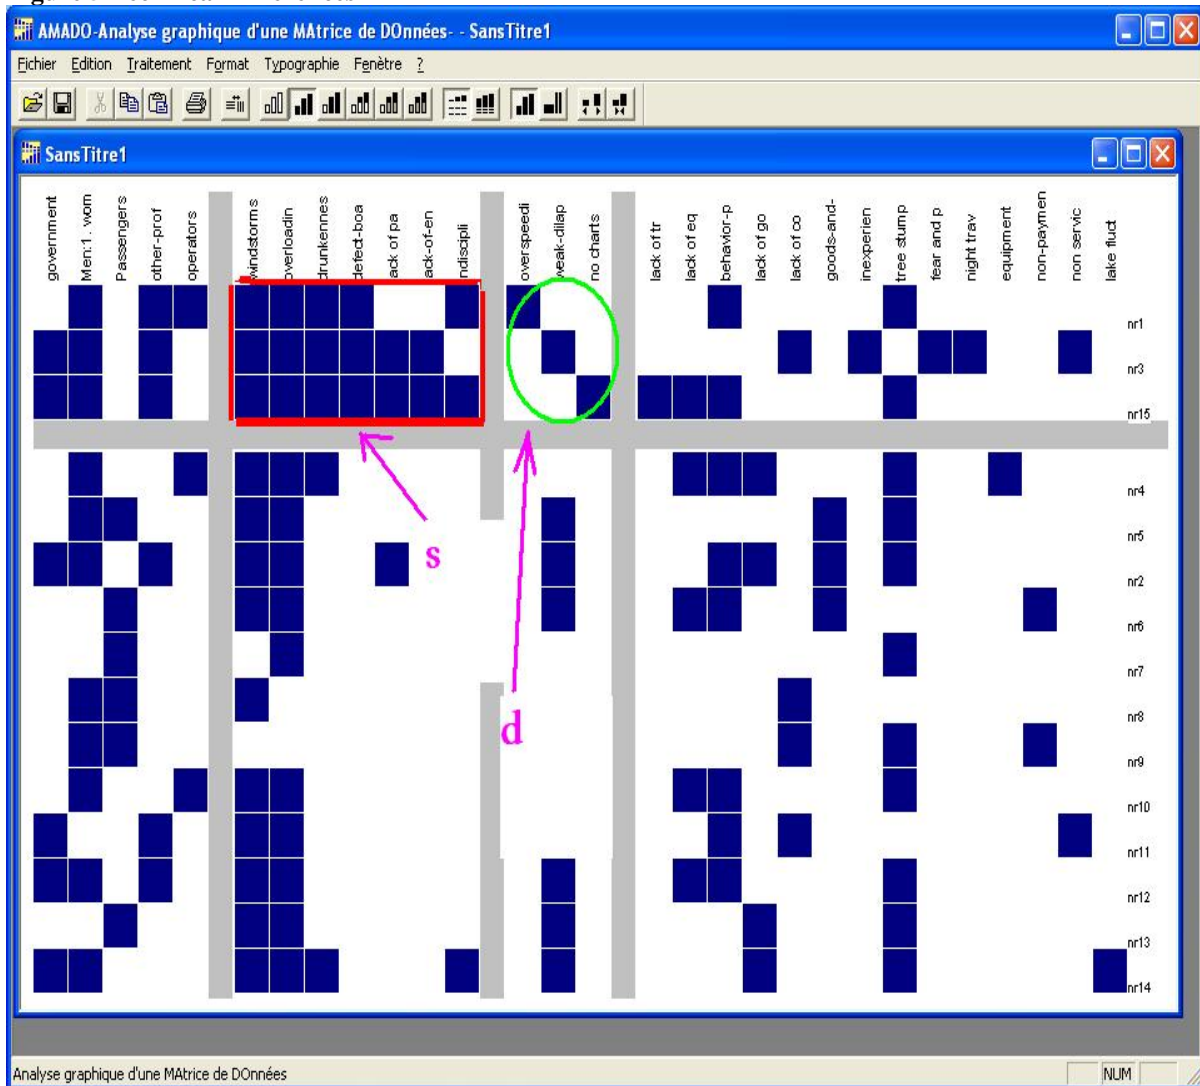 AMADO-Analyse graphique d'une MAtrice de DOnnées- - SansTitre1
Fichier Edition Traitement Format Typographie Fenêtre ?
SansTitre1
government
Men:1. wom
Passengers
other-prof
operators
windstorms
overloadin
drunkennes
defect-boa
lack of pa
lack-of-en
indiscipli
overspeedi
weak-dilap
no charts
lack of tr
lack of eq
behavior-p
lack of go
lack of co
goods-and-
inexperien
tree stump
fear and p
night trav
equipment
non-paymen
non servic
lake fluct
nr1
nr3
nr15
nr4
nr5
s
nr2
nr6
nr7
nr8
d
nr9
nr10
nr11
nr12
nr13
nr14
Analyse graphique d'une MAtrice de DOnnées
NUM